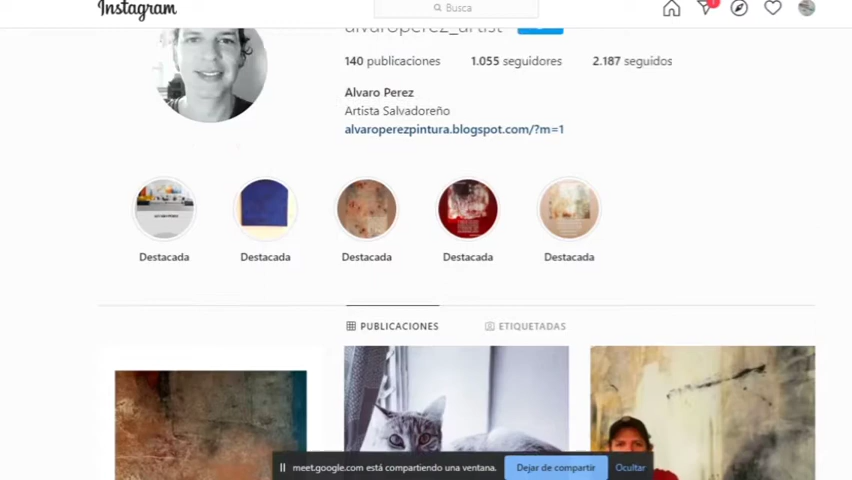 Instagram
Busca
alvaroperez_artist
140 publicaciones 1.055 seguidores 2.187 seguidos
Alvaro Perez
Artista Salvadoreño
alvaroperezpintura.blogspot.com/?m=1
Destacada Destacada Destacada Destacada Destacada
PUBLICACIONES ETIQUETADAS
meet.google.com está compartiendo una ventana. Dejar de compartir Ocultar